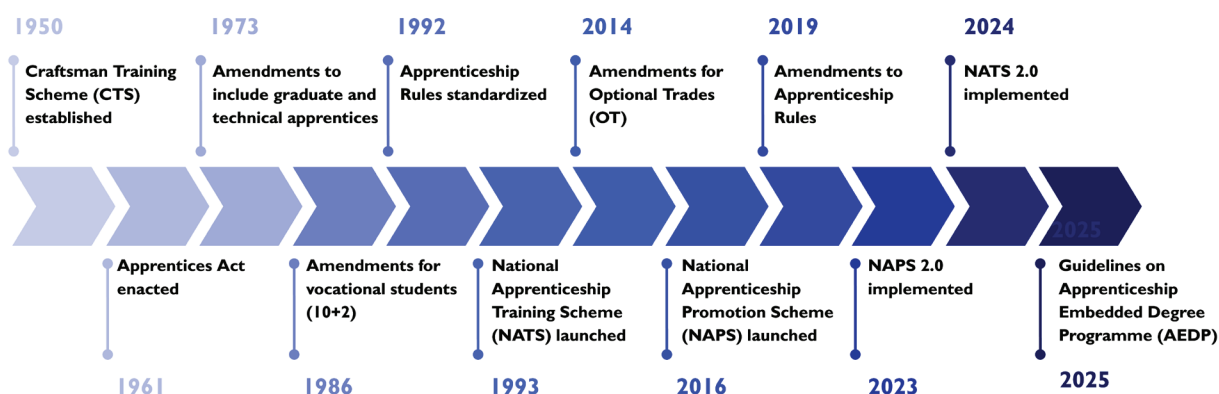 1950
Craftsman Training
Scheme (CTS)
established
1973
Amendments to
include graduate and
technical apprentices
1992
Apprenticeship
Rules standardized
2014
Amendments for
Optional Trades
(OT)
2019
Amendments to
Apprenticeship
Rules
2024
NATS 2.0
implemented
2025
Apprentices Act
enacted
1961
Amendments for
vocational students
(10+2)
1986
National
Apprenticeship
Training Scheme
(NATS) launched
1993
National
Apprenticeship
Promotion Scheme
(NAPS) launched
2016
NAPS 2.0
implemented
2023
Guidelines on
Apprenticeship
Embedded Degree
Programme (AEDP)
2025